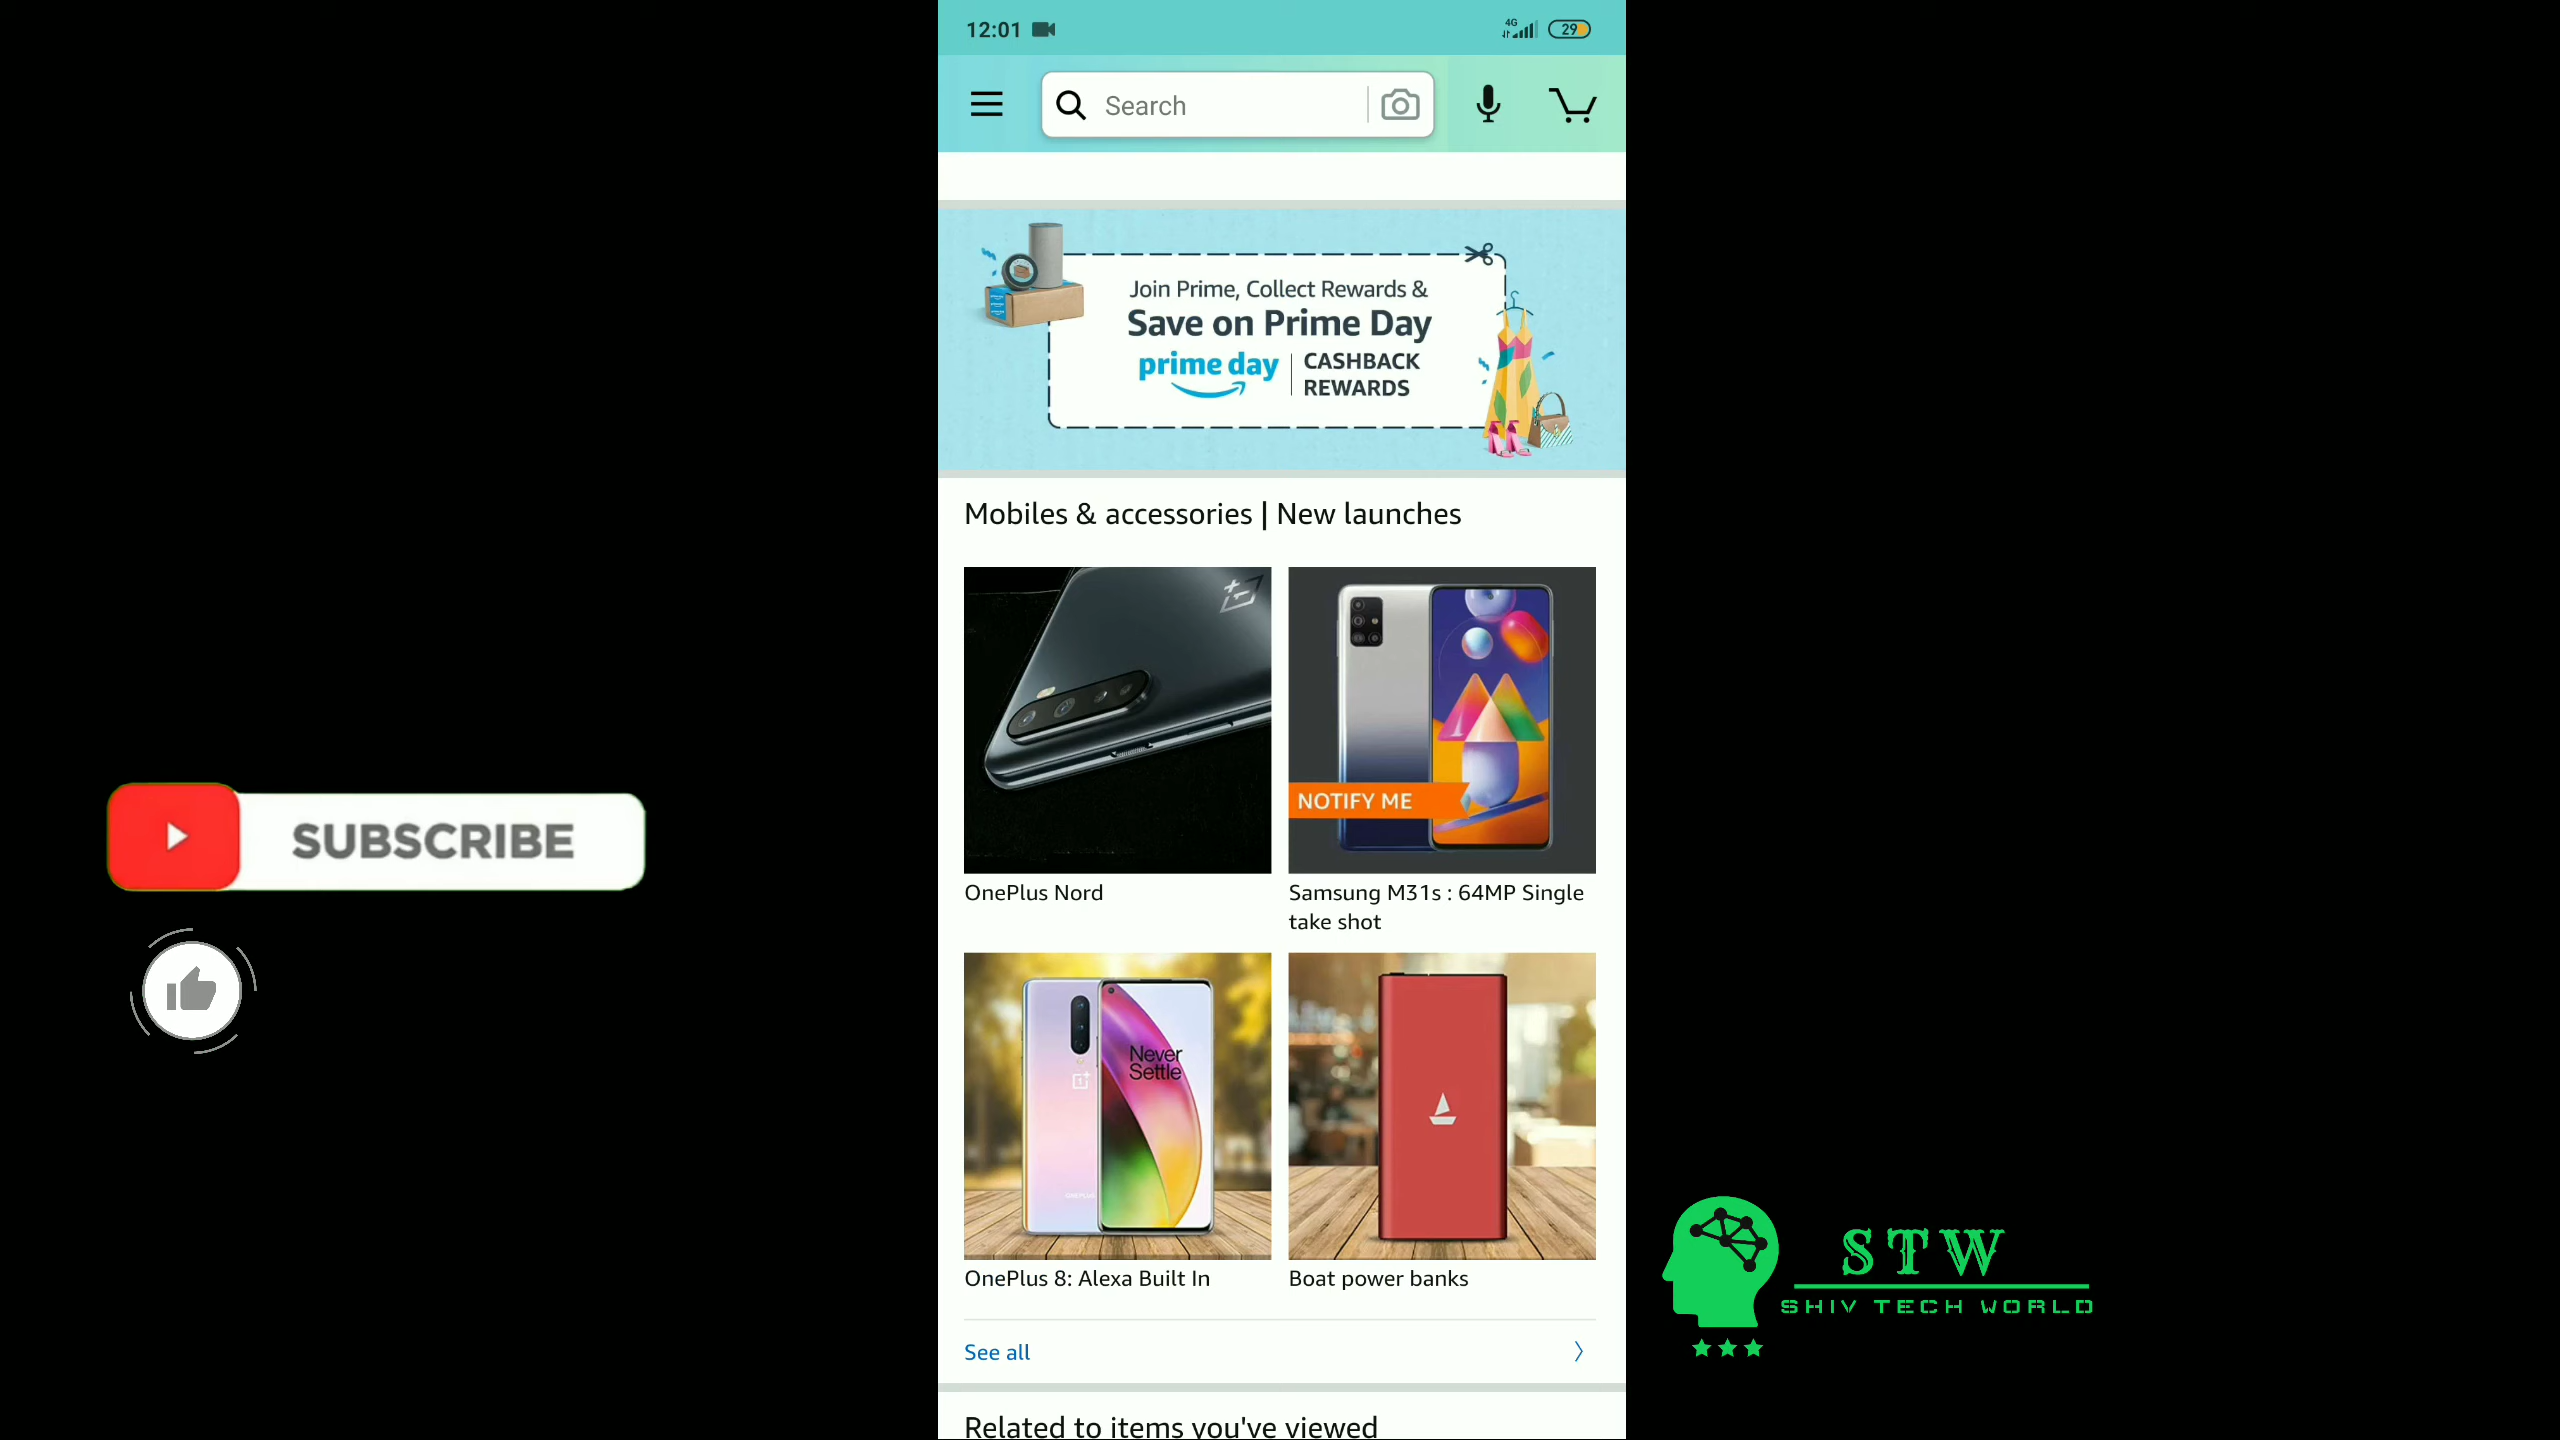 12:01
4G
29
Search
Join Prime, Collect Rewards &
Save on Prime Day
prime day
CASHBACK
REWARDS
Mobiles & accessories | New launches
NOTIFY ME
OnePlus Nord
Samsung M31s : 64MP Single
take shot
Never
Settle
ONEPLUS
OnePlus 8: Alexa Built In
Boat power banks
See all
Related to items you've viewed
SUBSCRIBE
STW
SHIV TECH WORLD